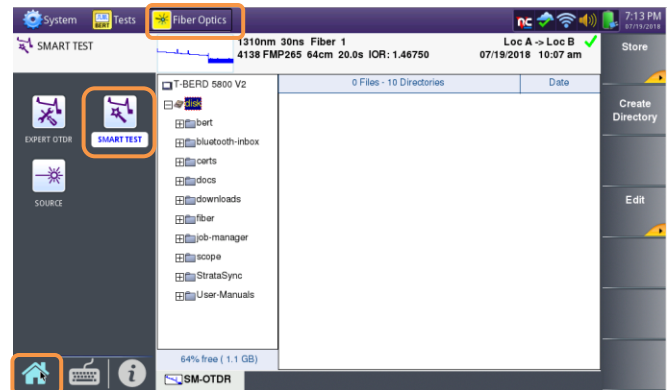 System
BERT
Tests
Fiber Optics
nc
7:13 PM
07/19/2018
SMART TEST
1310nm 30ns Fiber 1
4138 FMP265 64cm 20.0s IOR: 1.46750
Loc A -> Loc B
07/19/2018 10:07 am
Store
T-BERD 5800 V2
0 Files - 10 Directories
Date
disk
bert
bluetooth-inbox
certs
docs
downloads
fiber
job-manager
scope
StrataSync
User-Manuals
EXPERT OTDR
SMART TEST
SOURCE
Create
Directory
Edit
64% free ( 1.1 GB)
SM-OTDR